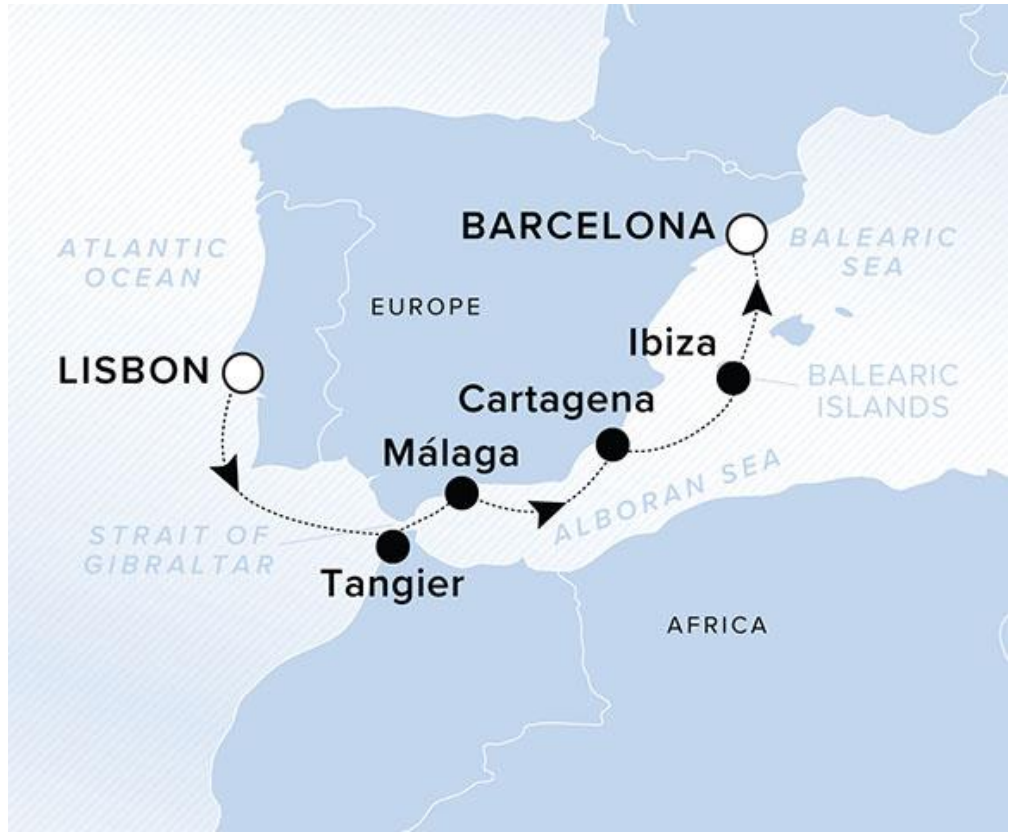 BARCELONA
ATLANTIC
OCEAN
BALEARIC
SEA
EUROPE
Ibiza
LISBON
BALEARIC
ISLANDS
Cartagena
Málaga
ALBORAN SEA
STRAIT OF
GIBRALTAR
Tangier
AFRICA